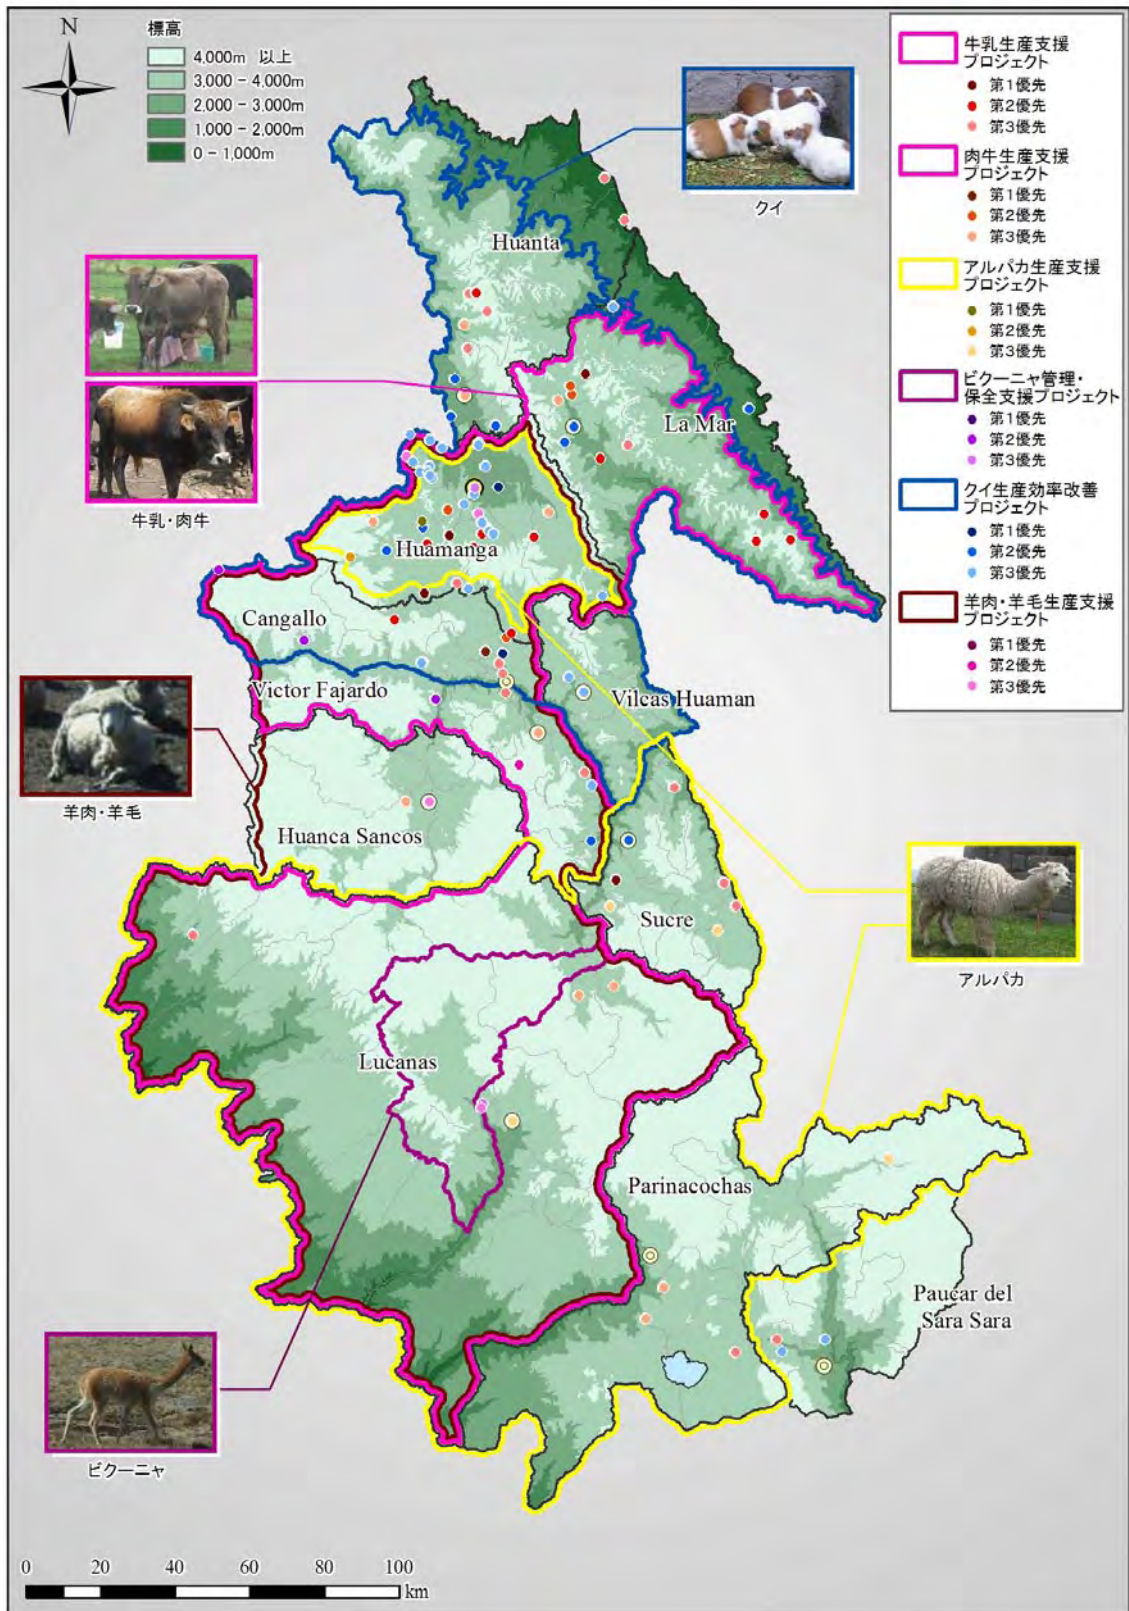 N
標高
4,000m 以上
3,000 - 4,000m
2,000 - 3,000m
1,000 - 2,000m
0 - 1,000m
牛乳生産支援
プロジェクト
第1優先
第2優先
第3優先
肉牛生産支援
プロジェクト
第1優先
第2優先
第3優先
アルパカ生産支援
プロジェクト
第1優先
第2優先
第3優先
ビクーニャ管理・
保全支援プロジェクト
第1優先
第2優先
第3優先
クイ生産効率改善
プロジェクト
第1優先
第2優先
第3優先
羊肉・羊毛生産支援
プロジェクト
第1優先
第2優先
第3優先
クイ
Huanta
La Mar
牛乳・肉牛
Huamanga
Cangallo
Victor Fajardo
Vilcas Huaman
羊肉・羊毛
Huanca Sancos
Sucre
アルパカ
Lucanas
Parinacochas
Paucar del
Sara Sara
ビクーニャ
0 20 40 60 80 100
km